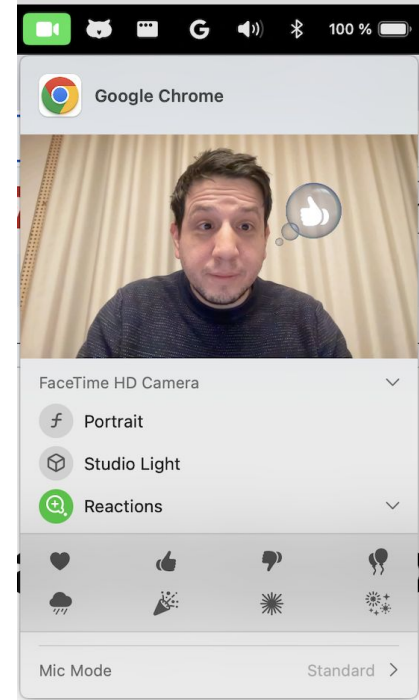 100 %
Google Chrome
FaceTime HD Camera
Portrait
Studio Light
Reactions
Mic Mode Standard